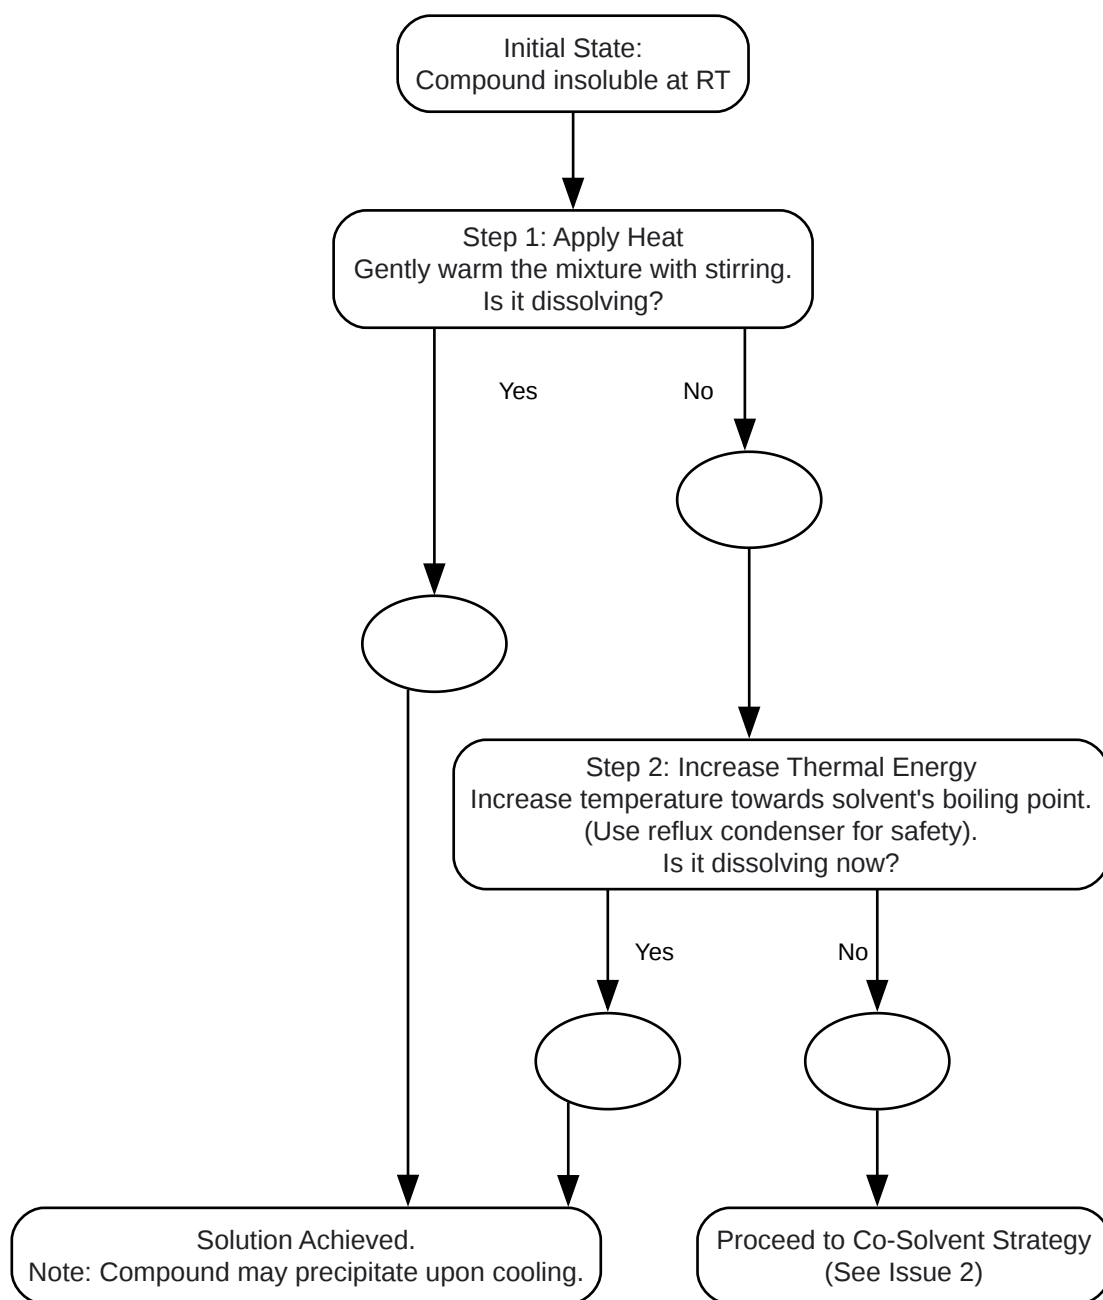 Initial State:
Compound insoluble at RT
Step 1: Apply Heat
Gently warm the mixture with stirring.
Is it dissolving?
Yes
No
Step 2: Increase Thermal Energy
Increase temperature towards solvent's boiling point.
(Use reflux condenser for safety).
Is it dissolving now?
Yes
No
Solution Achieved.
Note: Compound may precipitate upon cooling.
Proceed to Co-Solvent Strategy
(See Issue 2)